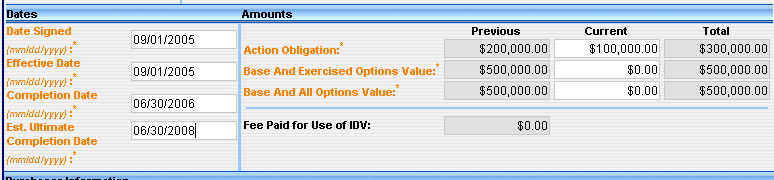 Dates Amounts
Date Signed
(mm/dd/yyyy) :* 09/01/2005
Effective Date
(mm/dd/yyyy) :* 09/01/2005
Completion Date
(mm/dd/yyyy) :* 06/30/2006
Est. Ultimate
Completion Date
(mm/dd/yyyy) :* 06/30/2008
Previous Current Total
Action Obligation:* $200,000.00 $100,000.00 $300,000.00
Base And Exercised Options Value:* $500,000.00 $0.00 $500,000.00
Base And All Options Value:* $500,000.00 $0.00 $500,000.00
Fee Paid for Use of IDV: $0.00